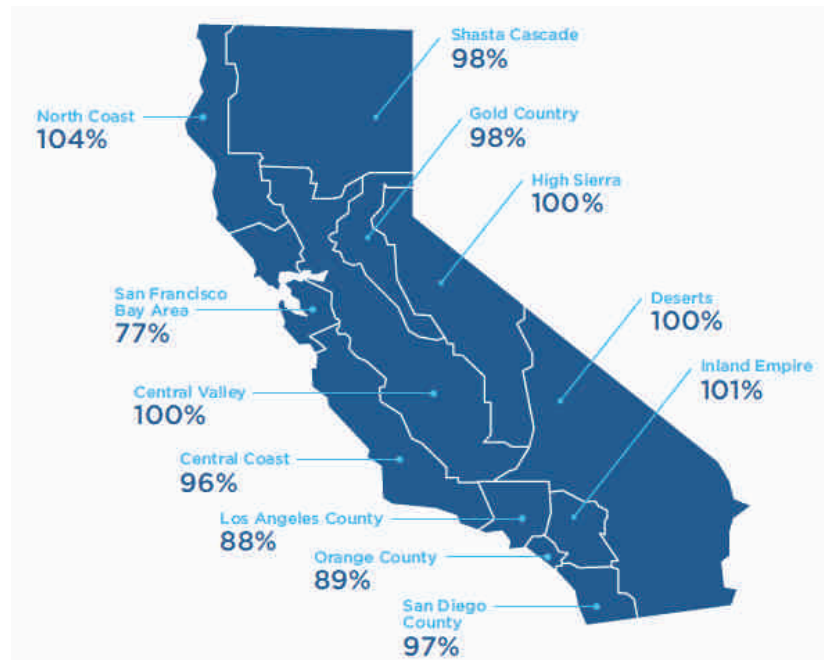 Shasta Cascade
98%
North Coast
104%
Gold Country
98%
High Sierra
100%
San Francisco
Bay Area
77%
Deserts
100%
Inland Empire
101%
Central Valley
100%
Central Coast
96%
Los Angeles County
88%
Orange County
89%
San Diego
County
97%